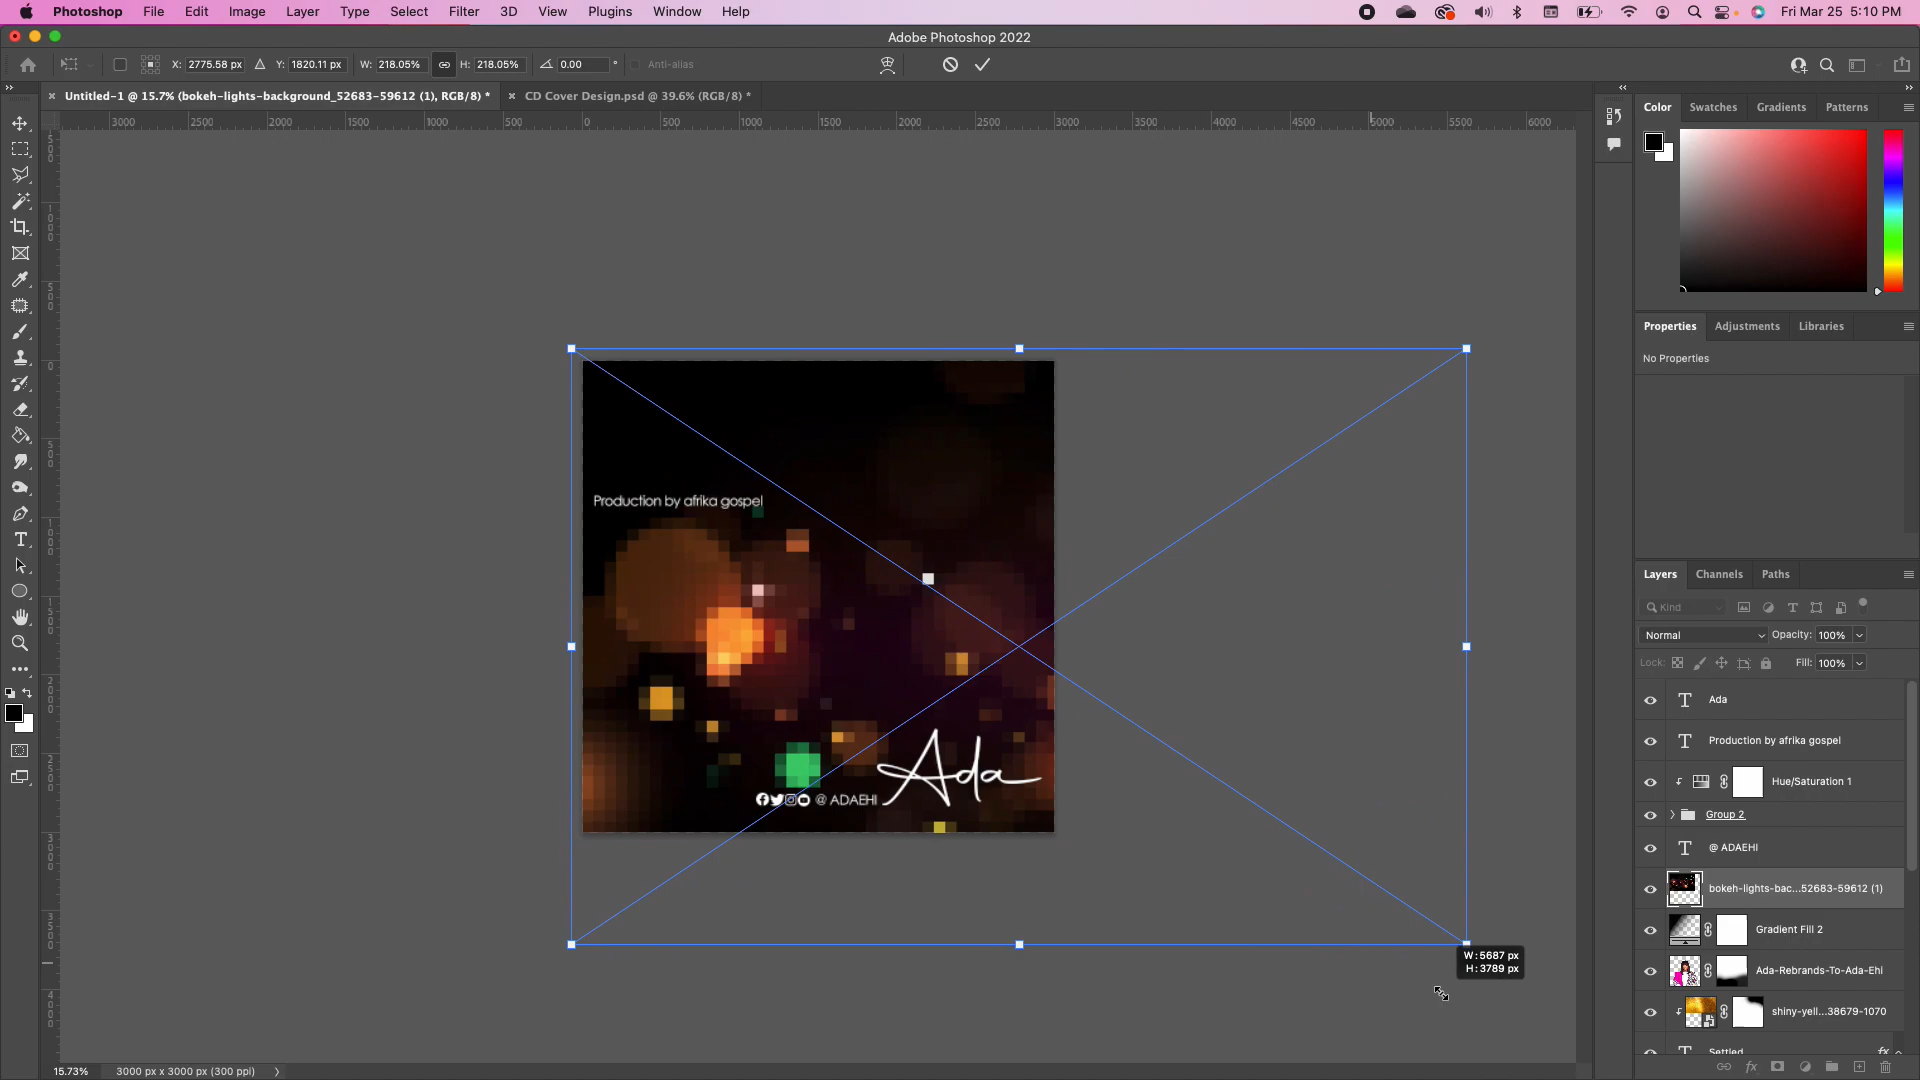 Photoshop File Edit Image Layer Type Select Filter 3D View Plugins Window Help Fri Mar 25 5:10 PM
Adobe Photoshop 2022
X: 2775.58 px Y: 1820.11 px W: 218.05% H: 218.05% 0.00 ° Anti-alias
Untitled-1 @ 15.7% (bokeh-lights-background_52683-59612 (1), RGB/8) * CD Cover Design.psd @ 39.6% (RGB/8) *
3000 2500 2000 1500 1000 500 0 500 1000 1500 2000 2500 3000 3500 4000 4500 5000 5500 6000
Color Swatches Gradients Patterns
Properties Adjustments Libraries
No Properties
Production by afrika gospel
Ada
@ ADAEHI
W: 5687 px
H: 3789 px
Layers Channels Paths
Kind
Normal Opacity: 100%
Lock: Fill: 100%
T Ada
T Production by afrika gospel
Hue/Saturation 1
Group 2
T @ ADAEHI
bokeh-lights-bac...52683-59612 (1)
Gradient Fill 2
Ada-Rebrands-To-Ada-Ehi
shiny-yell...38679-1070
Settled fx
15.73% 3000 px x 3000 px (300 ppi)